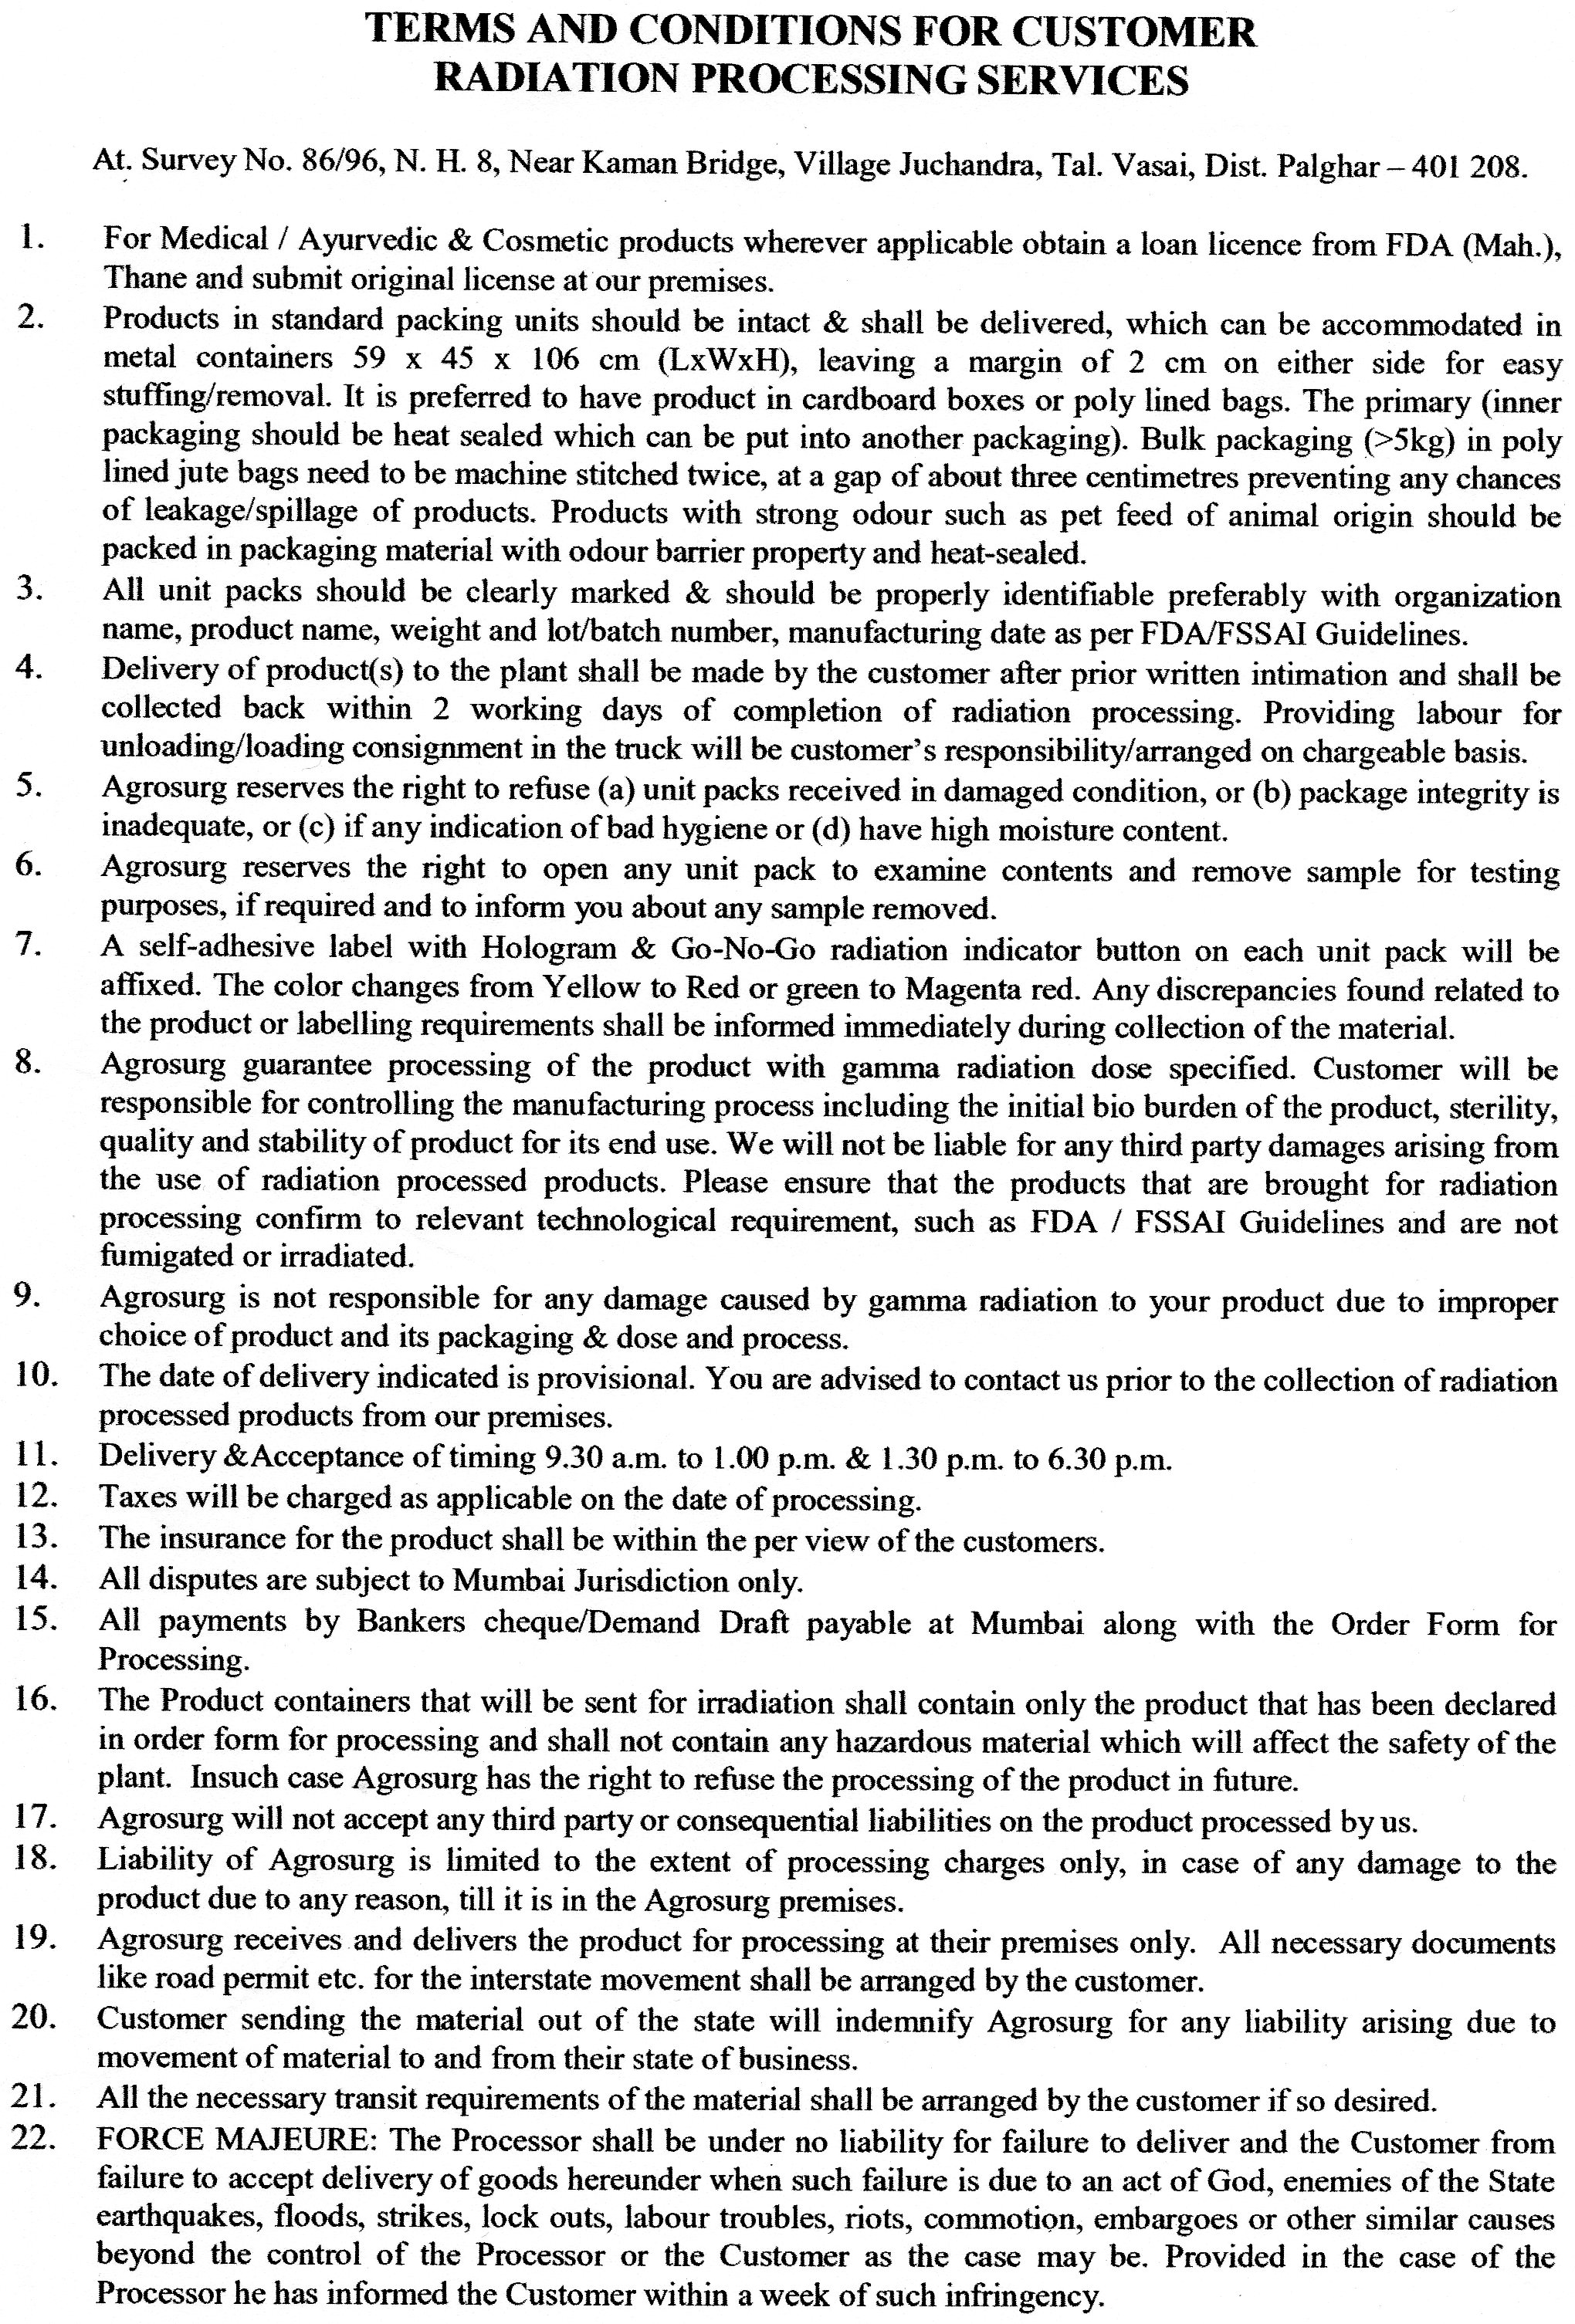 TERMS AND CONDITIONS FOR CUSTOMER
RADIATION PROCESSING SERVICES
At. Survey No. 86/96, N. H. 8, Near Kaman Bridge, Village Juchandra, Tal. Vasai, Dist. Palghar – 401 208.
1. For Medical / Ayurvedic & Cosmetic products wherever applicable obtain a loan licence from FDA (Mah.),
Thane and submit original license at our premises.
2. Products in standard packing units should be intact & shall be delivered, which can be accommodated in
metal containers 59 x 45 x 106 cm (LxWxH), leaving a margin of 2 cm on either side for easy
stuffing/removal. It is preferred to have product in cardboard boxes or poly lined bags. The primary (inner
packaging should be heat sealed which can be put into another packaging). Bulk packaging (>5kg) in poly
lined jute bags need to be machine stitched twice, at a gap of about three centimetres preventing any chances
of leakage/spillage of products. Products with strong odour such as pet feed of animal origin should be
packed in packaging material with odour barrier property and heat-sealed.
3. All unit packs should be clearly marked & should be properly identifiable preferably with organization
name, product name, weight and lot/batch number, manufacturing date as per FDA/FSSAI Guidelines.
4. Delivery of product(s) to the plant shall be made by the customer after prior written intimation and shall be
collected back within 2 working days of completion of radiation processing. Providing labour for
unloading/loading consignment in the truck will be customer's responsibility/arranged on chargeable basis.
5. Agrosurg reserves the right to refuse (a) unit packs received in damaged condition, or (b) package integrity is
inadequate, or (c) if any indication of bad hygiene or (d) have high moisture content.
6. Agrosurg reserves the right to open any unit pack to examine contents and remove sample for testing
purposes, if required and to inform you about any sample removed.
7. A self-adhesive label with Hologram & Go-No-Go radiation indicator button on each unit pack will be
affixed. The color changes from Yellow to Red or green to Magenta red. Any discrepancies found related to
the product or labelling requirements shall be informed immediately during collection of the material.
8. Agrosurg guarantee processing of the product with gamma radiation dose specified. Customer will be
responsible for controlling the manufacturing process including the initial bio burden of the product, sterility,
quality and stability of product for its end use. We will not be liable for any third party damages arising from
the use of radiation processed products. Please ensure that the products that are brought for radiation
processing confirm to relevant technological requirement, such as FDA / FSSAI Guidelines and are not
fumigated or irradiated.
9. Agrosurg is not responsible for any damage caused by gamma radiation to your product due to improper
choice of product and its packaging & dose and process.
10. The date of delivery indicated is provisional. You are advised to contact us prior to the collection of radiation
processed products from our premises.
11. Delivery &Acceptance of timing 9.30 a.m. to 1.00 p.m. & 1.30 p.m. to 6.30 p.m.
12. Taxes will be charged as applicable on the date of processing.
13. The insurance for the product shall be within the per view of the customers.
14. All disputes are subject to Mumbai Jurisdiction only.
15. All payments by Bankers cheque/Demand Draft payable at Mumbai along with the Order Form for
Processing.
16. The Product containers that will be sent for irradiation shall contain only the product that has been declared
in order form for processing and shall not contain any hazardous material which will affect the safety of the
plant. Insuch case Agrosurg has the right to refuse the processing of the product in future.
17. Agrosurg will not accept any third party or consequential liabilities on the product processed by us.
18. Liability of Agrosurg is limited to the extent of processing charges only, in case of any damage to the
product due to any reason, till it is in the Agrosurg premises.
19. Agrosurg receives and delivers the product for processing at their premises only. All necessary documents
like road permit etc. for the interstate movement shall be arranged by the customer.
20. Customer sending the material out of the state will indemnify Agrosurg for any liability arising due to
movement of material to and from their state of business.
21. All the necessary transit requirements of the material shall be arranged by the customer if so desired.
22. FORCE MAJEURE: The Processor shall be under no liability for failure to deliver and the Customer from
failure to accept delivery of goods hereunder when such failure is due to an act of God, enemies of the State
earthquakes, floods, strikes, lock outs, labour troubles, riots, commotion, embargoes or other similar causes
beyond the control of the Processor or the Customer as the case may be. Provided in the case of the
Processor he has informed the Customer within a week of such infringency.